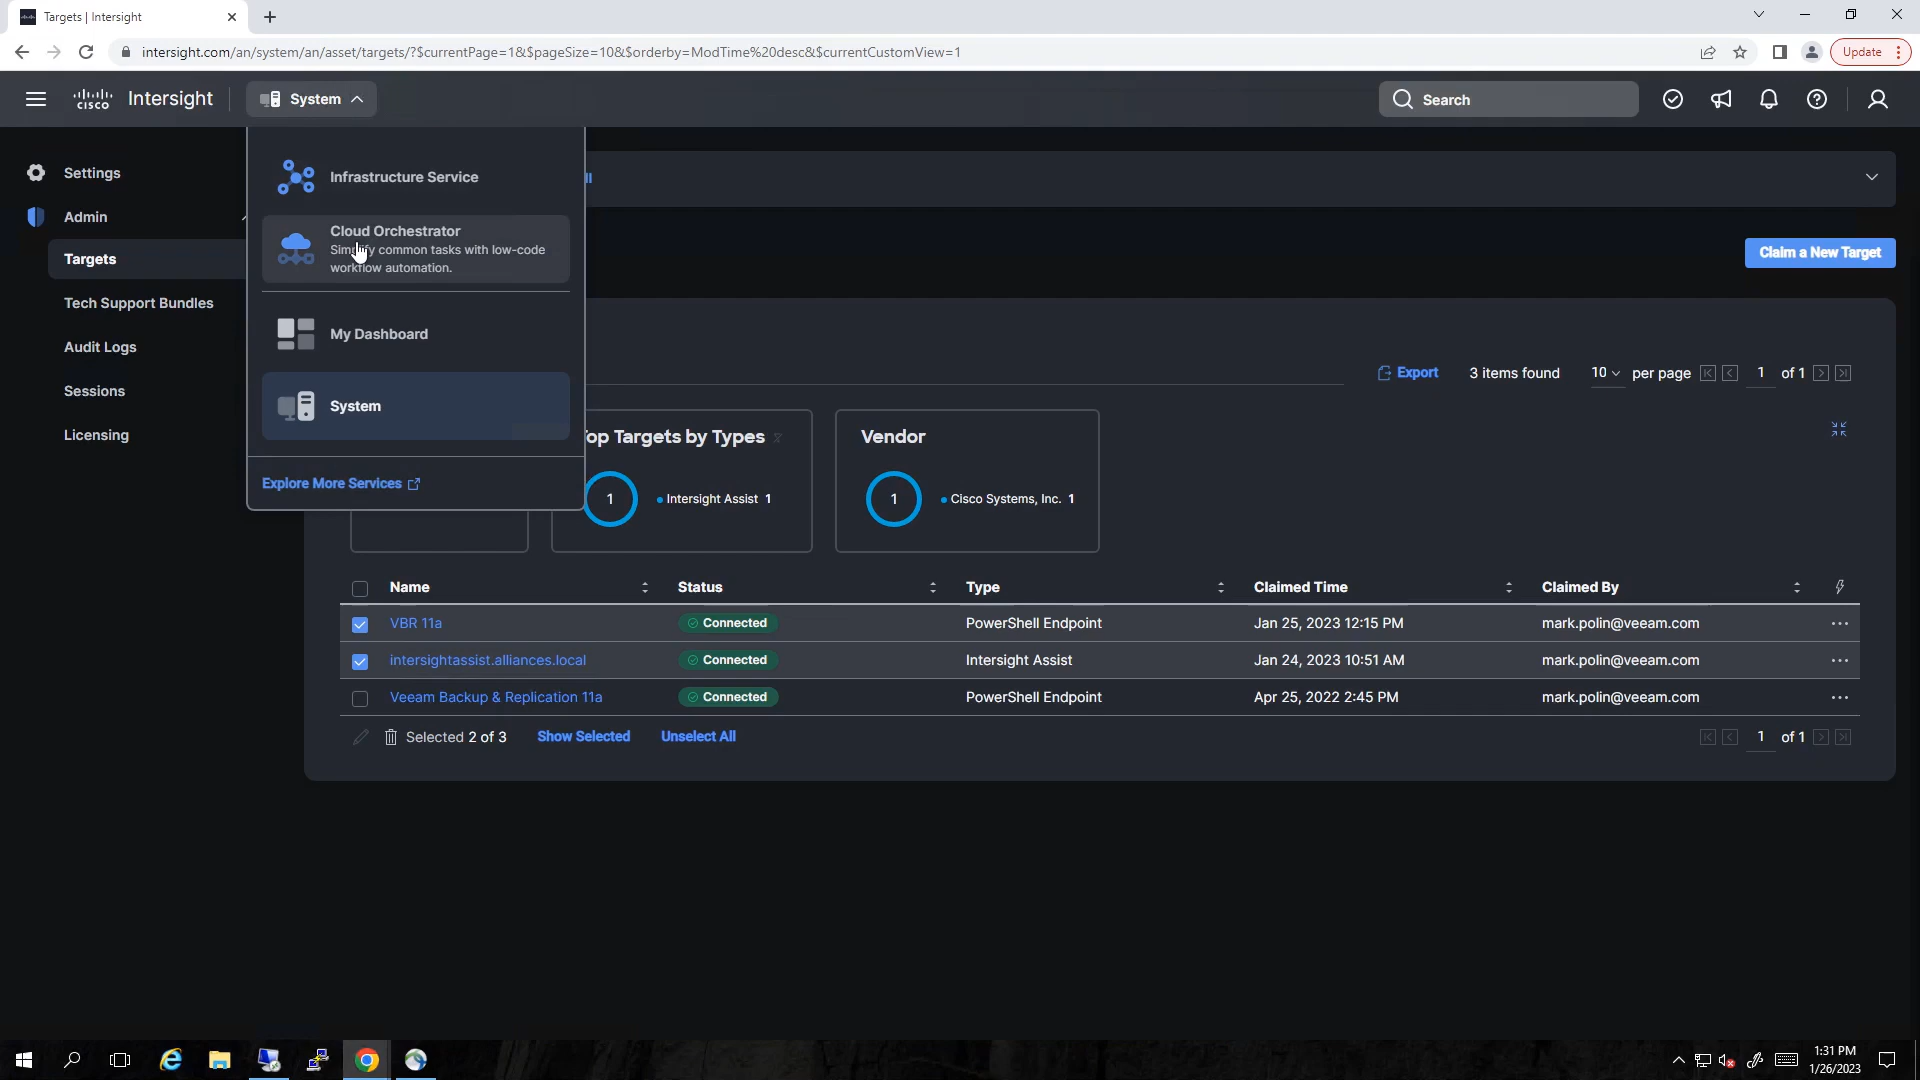 Targets | Intersight
intersight.com/an/system/an/asset/targets/?$currentPage=1&$pageSize=10&$orderby=ModTime%20desc&$currentCustomView=1
Update
cisco
Intersight
System
Search
Settings
Admin
Targets
Tech Support Bundles
Audit Logs
Sessions
Licensing
Infrastructure Service
Cloud Orchestrator
Simplify common tasks with low-code
workflow automation.
My Dashboard
System
Explore More Services
Claim a New Target
Export
3 items found
10 per page
1 of 1
Top Targets by Types
1
Intersight Assist 1
Vendor
1
Cisco Systems, Inc. 1
Name Status Type Claimed Time Claimed By
VBR 11a Connected PowerShell Endpoint Jan 25, 2023 12:15 PM mark.polin@veeam.com
intersightassist.alliances.local Connected Intersight Assist Jan 24, 2023 10:51 AM mark.polin@veeam.com
Veeam Backup & Replication 11a Connected PowerShell Endpoint Apr 25, 2022 2:45 PM mark.polin@veeam.com
Selected 2 of 3 Show Selected Unselect All
1 of 1
1:31 PM
1/26/2023